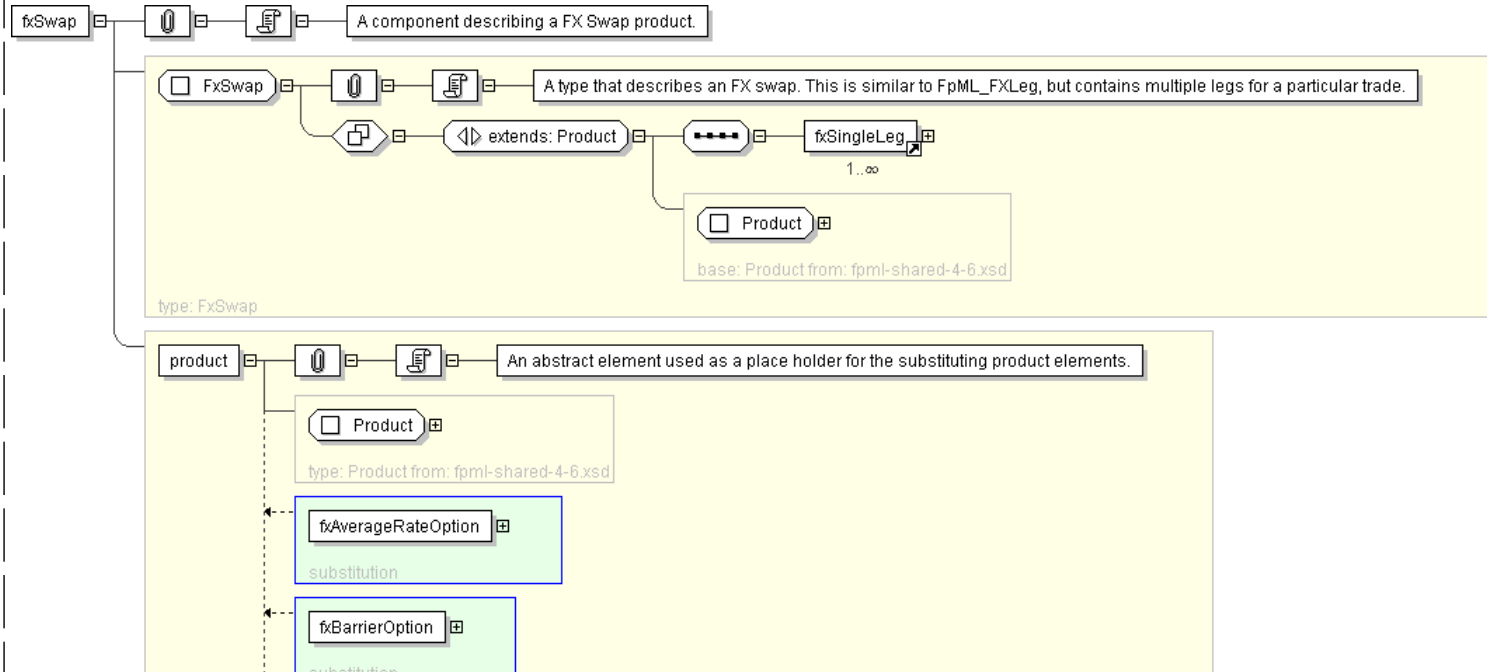 fxSwap
A component describing a FX Swap product.
FxSwap
A type that describes an FX swap. This is similar to FpML_FXLeg, but contains multiple legs for a particular trade.
extends: Product
fxSingleLeg
1..∞
Product
base: Product from: fpml-shared-4-6.xsd
type: FxSwap
product
An abstract element used as a place holder for the substituting product elements.
Product
type: Product from: fpml-shared-4-6.xsd
fxAverageRateOption
substitution
fxBarrierOption
substitution